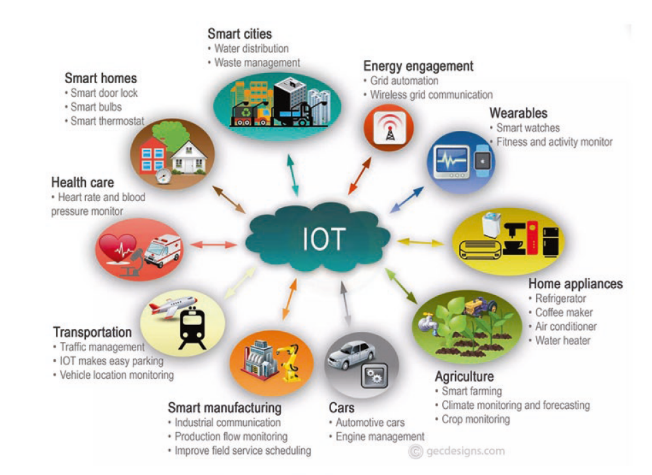 Smart cities
• Water distribution
• Waste management
Energy engagement
• Grid automation
• Wireless grid communication
Smart homes
• Smart door lock
• Smart bulbs
• Smart thermostat
Wearables
• Smart watches
• Fitness and activity monitor
Health care
• Heart rate and blood
pressure monitor
IOT
Home appliances
• Refrigerator
• Coffee maker
• Air conditioner
• Water heater
Transportation
• Traffic management
• IOT makes easy parking
• Vehicle location monitoring
Agriculture
• Smart farming
• Climate monitoring and forecasting
• Crop monitoring
Smart manufacturing
• Industrial communication
• Production flow monitoring
• Improve field service scheduling
Cars
• Automotive cars
• Engine management
© gecdesigns.com